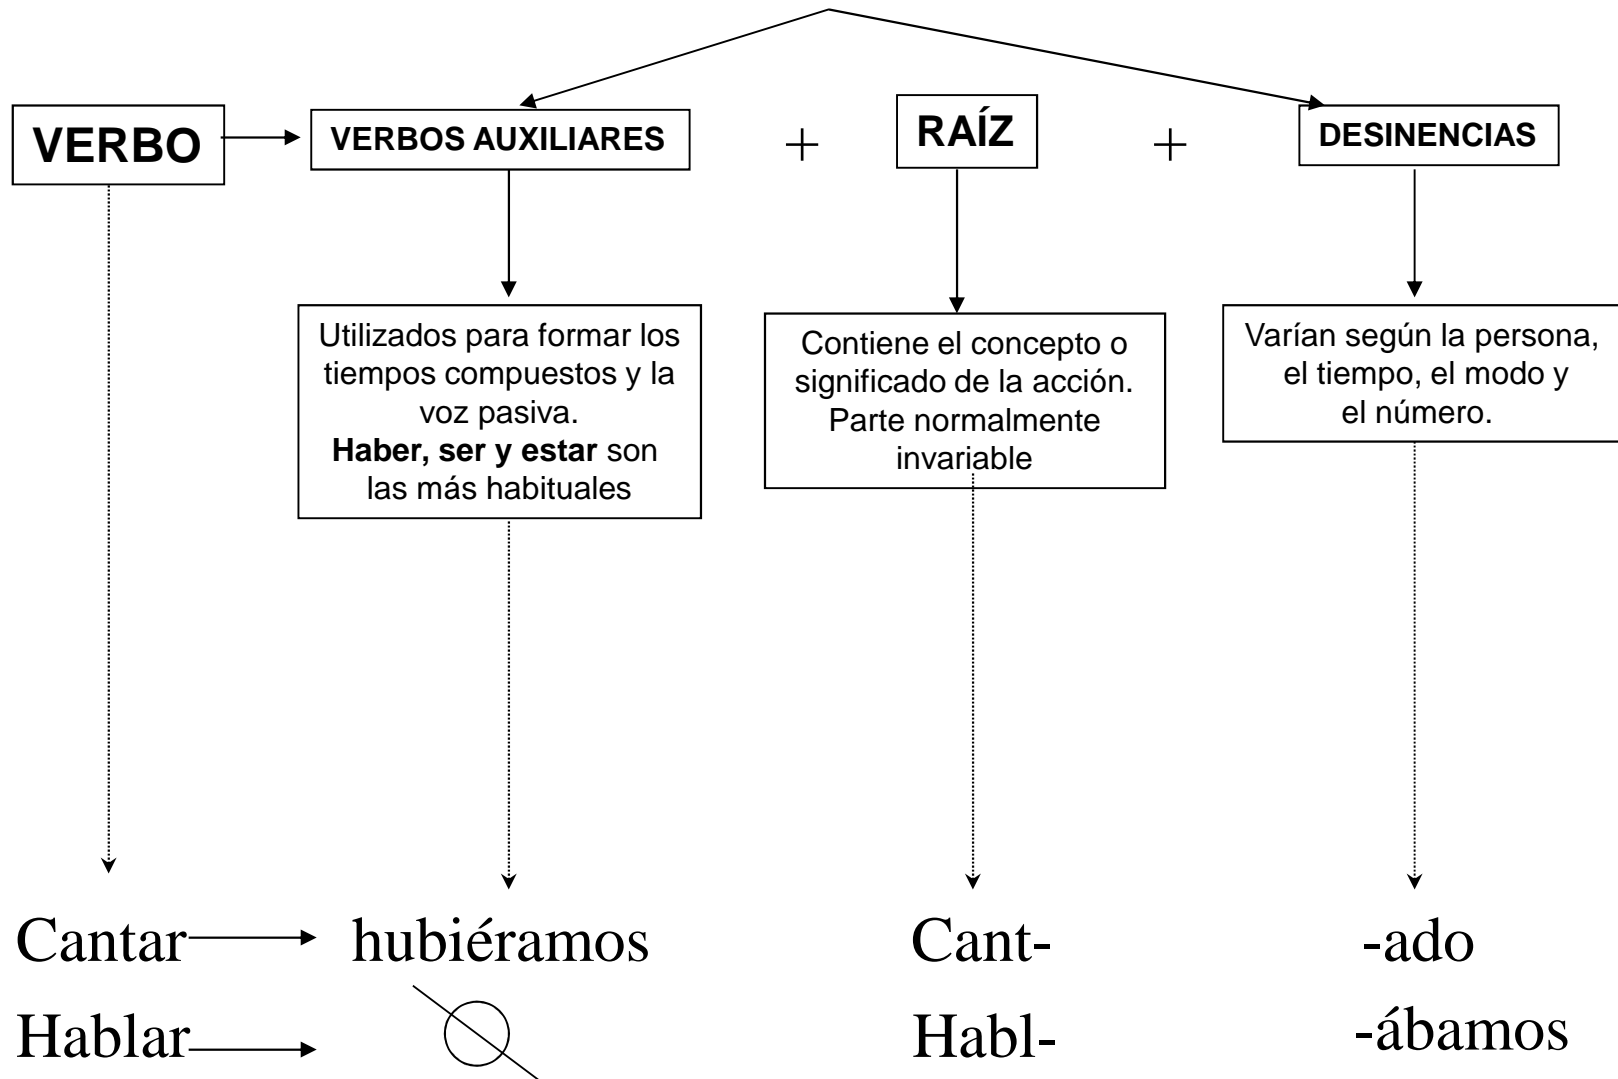 VERBO
VERBOS AUXILIARES
+
RAÍZ
+
DESINENCIAS
Utilizados para formar los
tiempos compuestos y la
voz pasiva.
Haber, ser y estar son
las más habituales
Contiene el concepto o
significado de la acción.
Parte normalmente
invariable
Varían según la persona,
el tiempo, el modo y
el número.
Cantar hubiéramos Cant- -ado
Hablar Habl- -ábamos